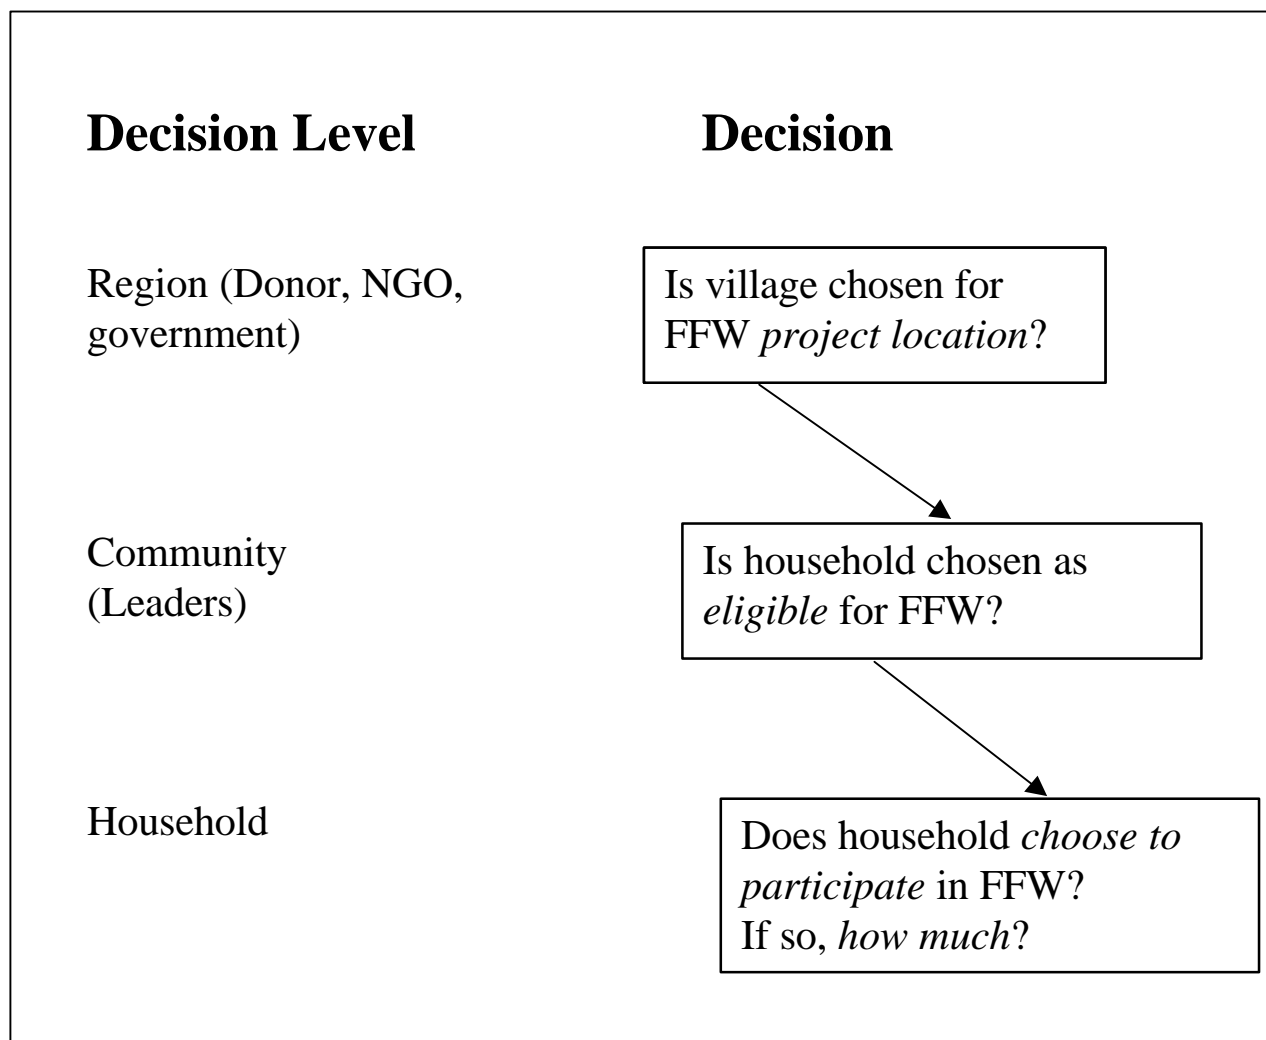 Decision Level
Decision
Region (Donor, NGO,
government)
Is village chosen for
FFW project location?
Community
(Leaders)
Is household chosen as
eligible for FFW?
Household
Does household choose to
participate in FFW?
If so, how much?